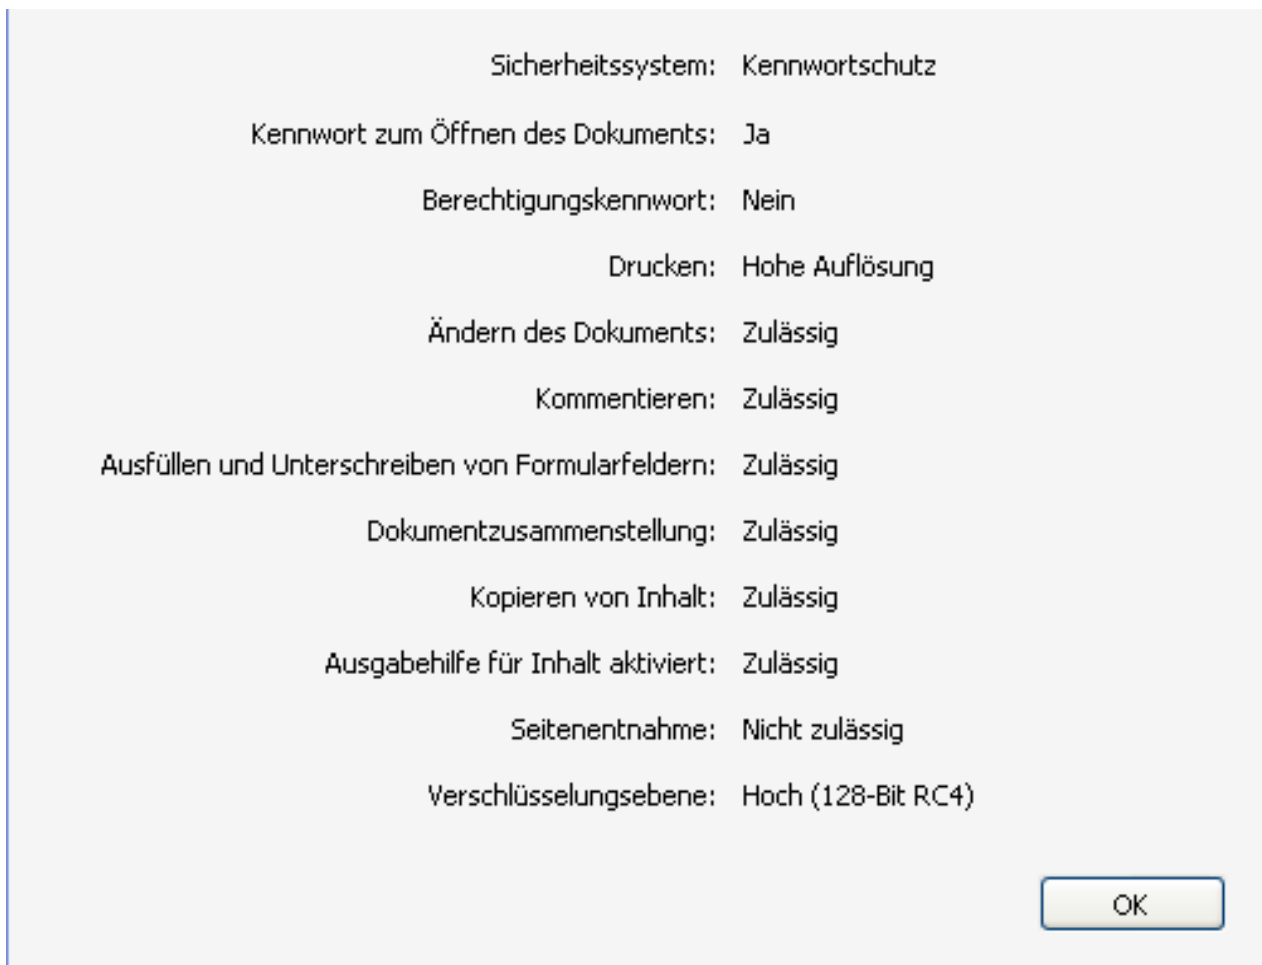 Sicherheitssystem: Kennwortschutz
Kennwort zum Öffnen des Dokuments: Ja
Berechtigungskennwort: Nein
Drucken: Hohe Auflösung
Ändern des Dokuments: Zulässig
Kommentieren: Zulässig
Ausfüllen und Unterschreiben von Formularfeldern: Zulässig
Dokumentzusammenstellung: Zulässig
Kopieren von Inhalt: Zulässig
Ausgabehilfe für Inhalt aktiviert: Zulässig
Seitenentnahme: Nicht zulässig
Verschlüsselungsebene: Hoch (128-Bit RC4)
OK